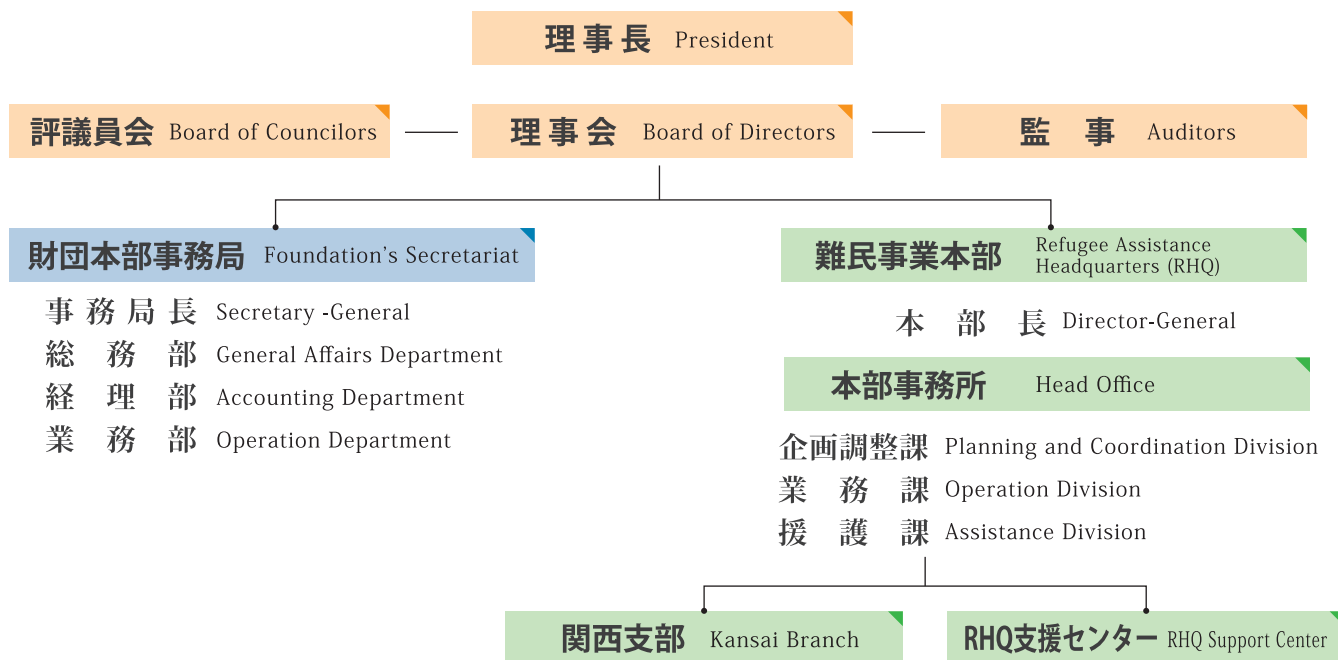 理事長 President
評議員会 Board of Councilors
理事会 Board of Directors
監事 Auditors
財団本部事務局 Foundation's Secretariat
事務局長 Secretary -General
総務部 General Affairs Department
経理部 Accounting Department
業務部 Operation Department
難民事業本部 Refugee Assistance
Headquarters (RHQ)
本部長 Director-General
本部事務所 Head Office
企画調整課 Planning and Coordination Division
業務課 Operation Division
援護課 Assistance Division
関西支部 Kansai Branch
RHQ支援センター RHQ Support Center